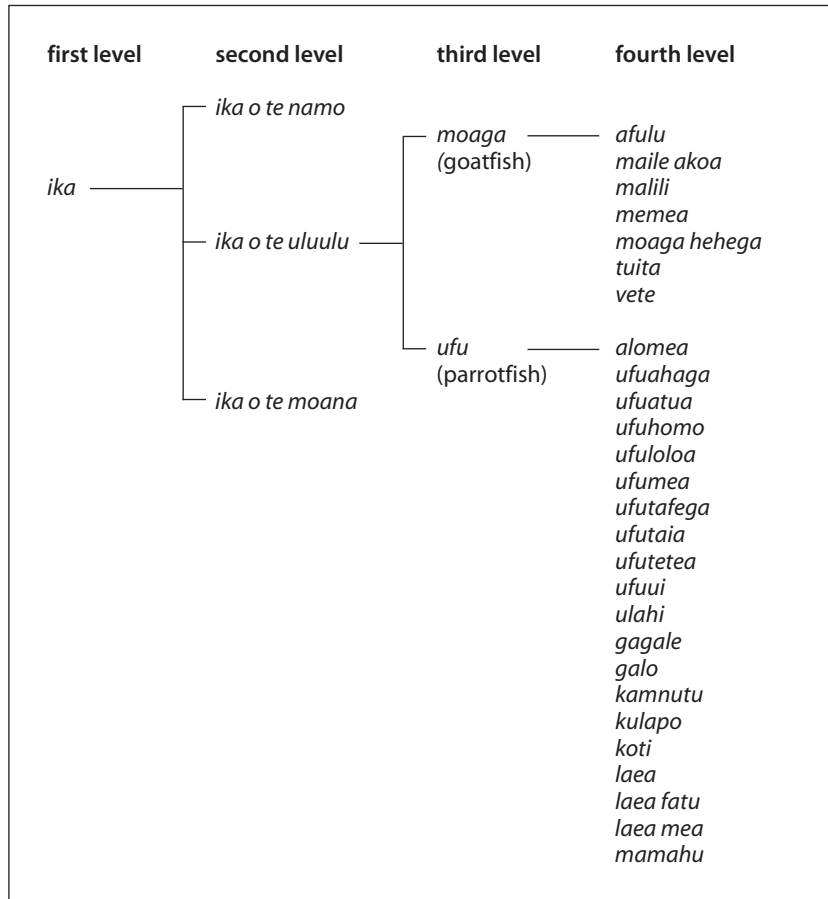 first level second level third level fourth level
ika o te namo
moaga afulu
(goatfish) maile akoa
ika malili
memea
ika o te uluulu moaga hehega
tuita
vete
ufu alomea
(parrotfish) ufuahaga
ika o te moana ufuatua
ufuhomo
ufuloloa
ufumea
ufutafega
ufutaia
ufutetea
ufuui
ulahi
gagale
galo
kamnutu
kulapo
koti
laea
laea fatu
laea mea
mamahu